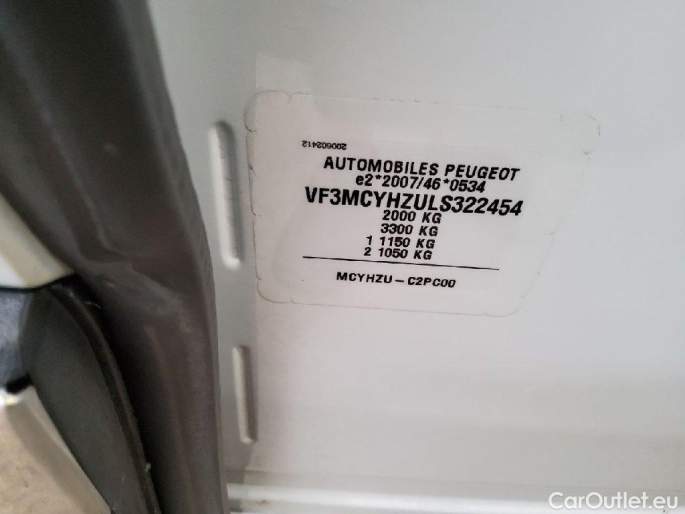 200602412
AUTOMOBILES PEUGEOT
e2*2007/46*0534
VF3MCYHZULS322454
2000 KG
3300 KG
1 1150 KG
2 1050 KG
MCYHZU-C2PC00
CarOutlet.eu